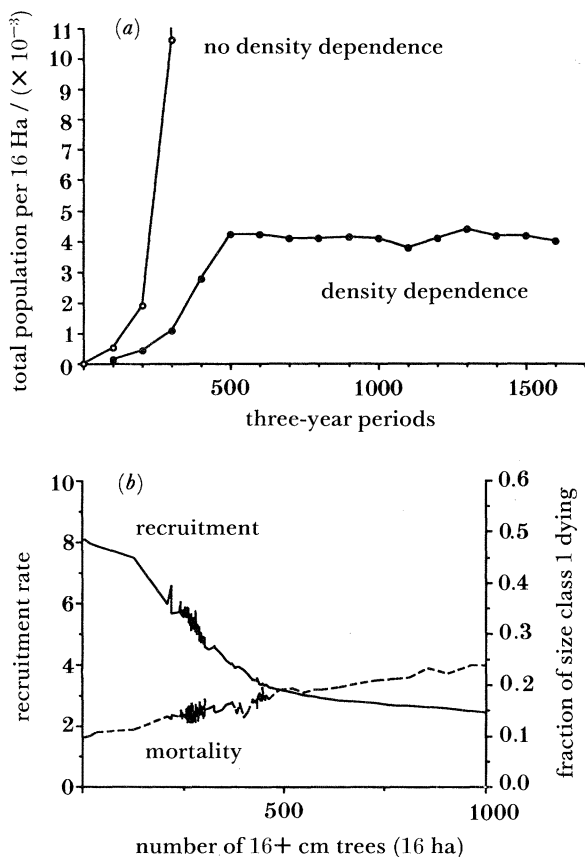 (a)
no density dependence
density dependence
total population per 16 Ha / (× 10⁻³)
11
10
9
8
7
6
5
4
3
2
1
0
500
1000
1500
three-year periods
(b)
recruitment
mortality
recruitment rate
10
8
6
4
2
0
fraction of size class 1 dying
0.6
0.5
0.4
0.3
0.2
0.1
0.0
500
1000
number of 16+ cm trees (16 ha)